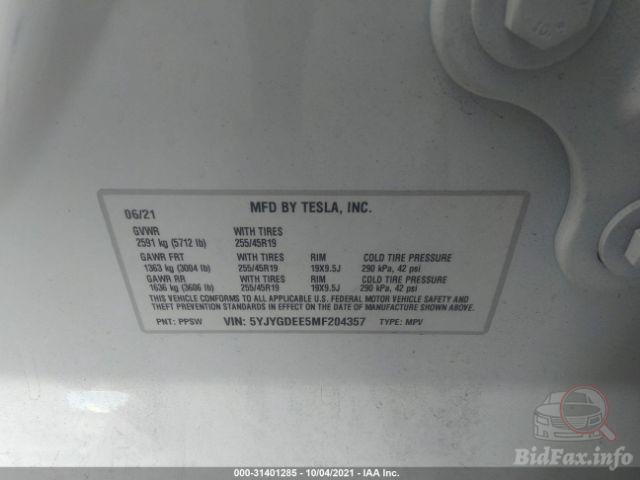 10.9
06/21 MFD BY TESLA, INC.
GVWR WITH TIRES
2591 kg (5712 lb) 255/45R19
GAWR FRT WITH TIRES RIM COLD TIRE PRESSURE
1363 kg (3004 lb) 255/45R19 19X9.5J 290 kPa, 42 psi
GAWR RR WITH TIRES RIM COLD TIRE PRESSURE
1636 kg (3606 lb) 255/45R19 19X9.5J 290 kPa, 42 psi
THIS VEHICLE CONFORMS TO ALL APPLICABLE U.S. FEDERAL MOTOR VEHICLE SAFETY AND
THEFT PREVENTION STANDARDS IN EFFECT ON THE DATE OF MANUFACTURE SHOWN ABOVE.
PNT: PPSW VIN: 5YJYGDEE5MF204357 TYPE: MPV
BidFax.info
000-31401285 - 10/04/2021 - IAA Inc.